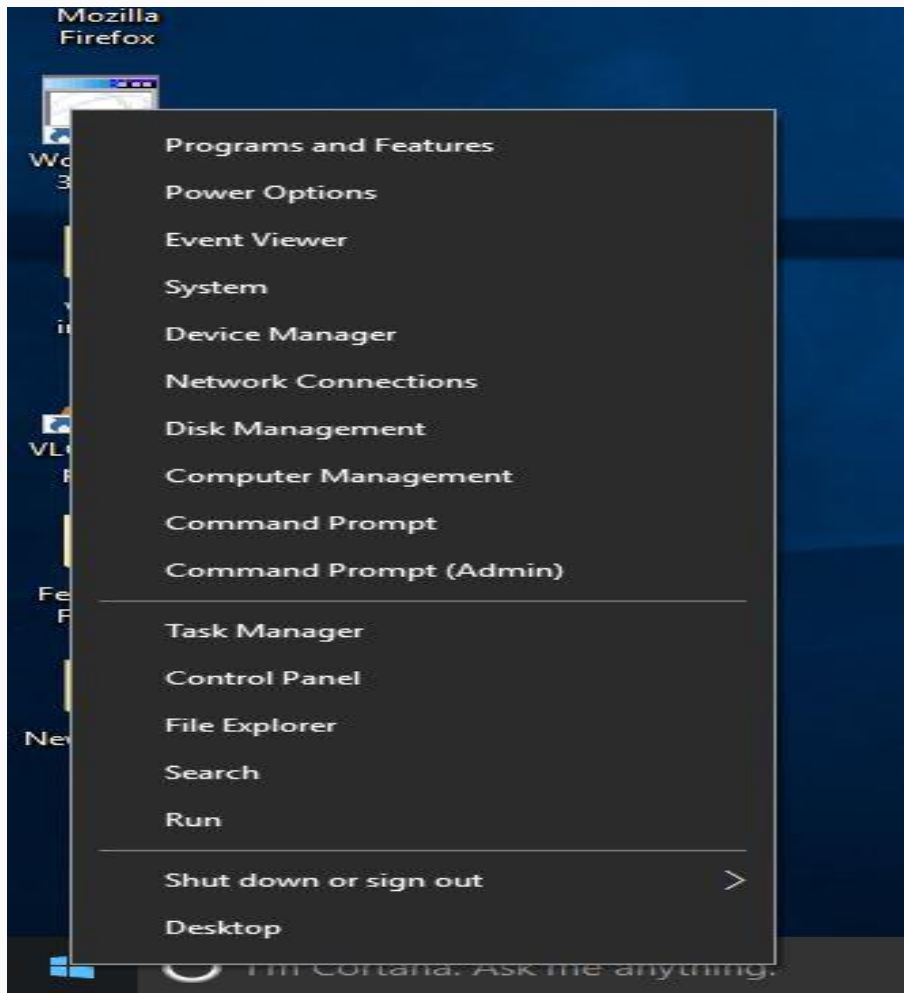 Mozilla
Firefox
Programs and Features
Power Options
Event Viewer
System
Device Manager
Network Connections
Disk Management
Computer Management
Command Prompt
Command Prompt (Admin)
Task Manager
Control Panel
File Explorer
Search
Run
Shut down or sign out
Desktop
I'm Cortana. Ask me anything.